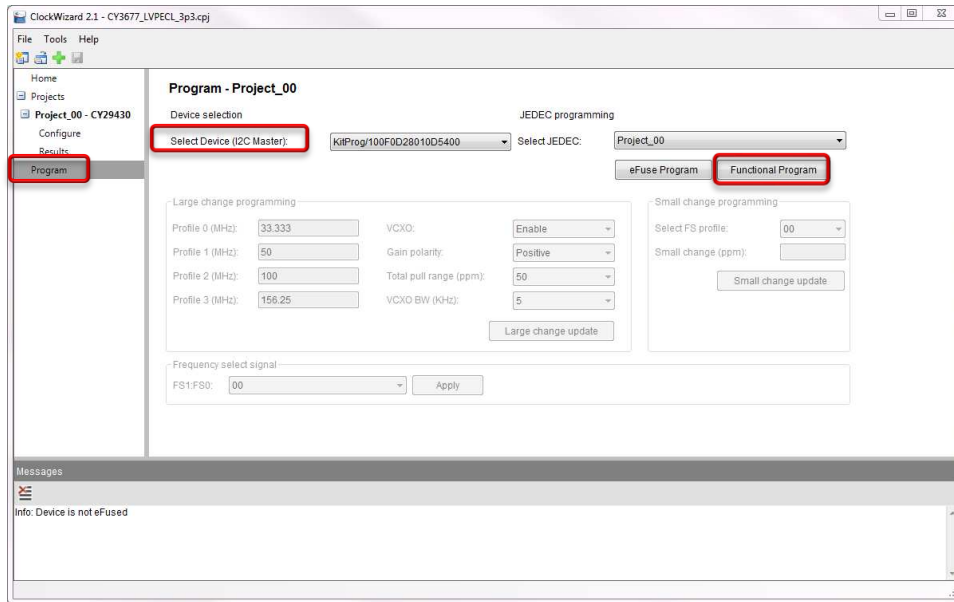 ClockWizard 2.1 - CY3677_LVPECL_3p3.cpj
File Tools Help
Home
Projects
Project_00 - CY29430
Configure
Results
Program
Program - Project_00
Device selection
JEDEC programming
Select Device (I2C Master): KitProg/100F0D28010D5400 Select JEDEC: Project_00
eFuse Program Functional Program
Large change programming
Profile 0 (MHz): 33.333 VCXO: Enable
Profile 1 (MHz): 50 Gain polarity: Positive
Profile 2 (MHz): 100 Total pull range (ppm): 50
Profile 3 (MHz): 156.25 VCXO BW (KHz): 5
Large change update
Small change programming
Select FS profile: 00
Small change (ppm):
Small change update
Frequency select signal
FS1:FS0: 00 Apply
Messages
Info: Device is not eFused